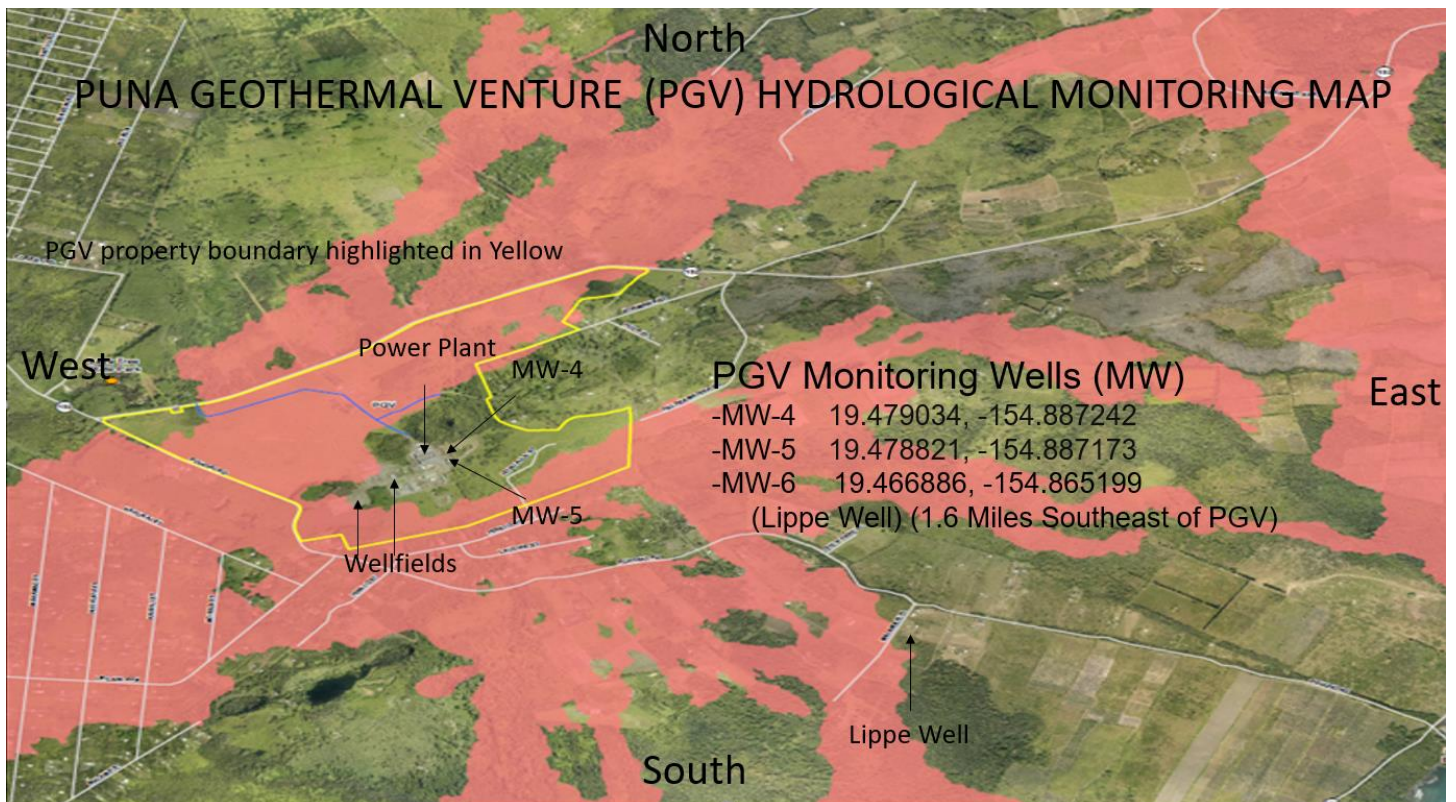 North
PUNA GEOTHERMAL VENTURE (PGV) HYDROLOGICAL MONITORING MAP
PGV property boundary highlighted in Yellow
Power Plant
West
MW-4
PGV Monitoring Wells (MW)
East
-MW-4 19.479034, -154.887242
PGV
-MW-5 19.478821, -154.887173
-MW-6 19.466886, -154.865199
MW-5
(Lippe Well) (1.6 Miles Southeast of PGV)
Wellfields
Lippe Well
South